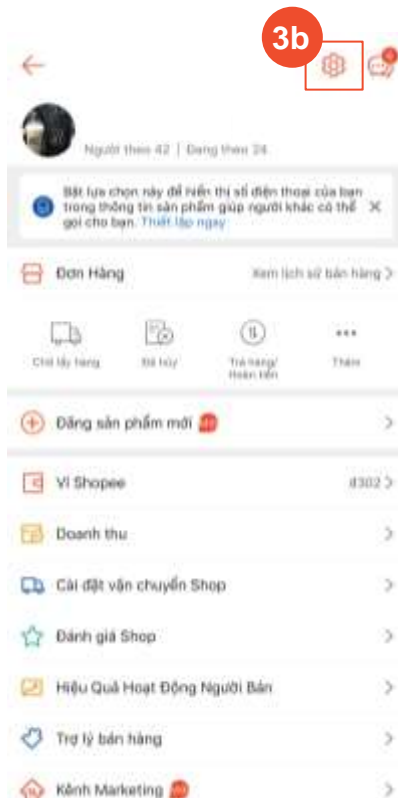 3b
Người theo 42 | Đang theo 24
Bật lựa chọn này để hiển thị số điện thoại của bạn
trong thông tin sản phẩm giúp người khác có thể
gọi cho bạn. Thiết lập ngay
Đơn Hàng
Xem lịch sử bán hàng >
Chờ lấy hàng
Đã hủy
Trả hàng/
Hoàn tiền
Thêm
Đăng sản phẩm mới
Ví Shopee
đ302 >
Doanh thu
Cài đặt vận chuyển Shop
Đánh giá Shop
Hiệu Quả Hoạt Động Người Bán
Trợ lý bán hàng
Kênh Marketing